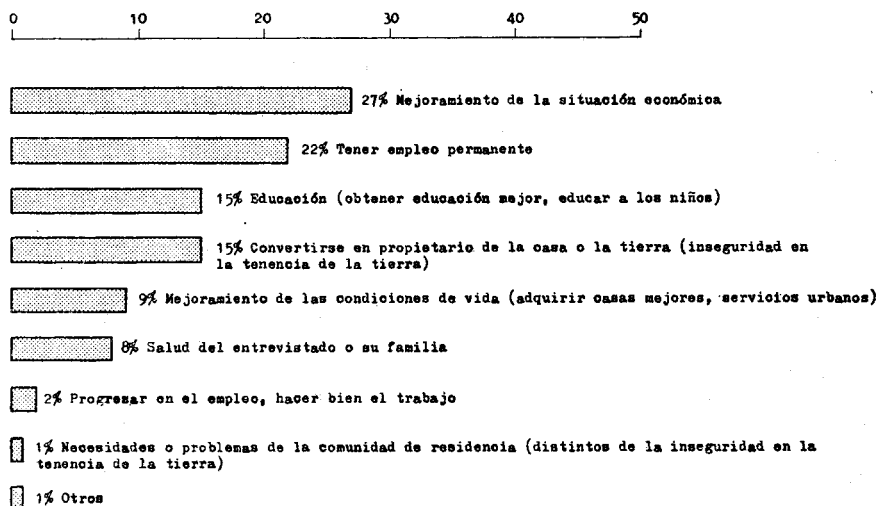 0 10 20 30 40 50
27% Mejoramiento de la situación económica
22% Tener empleo permanente
15% Educación (obtener educación mejor, educar a los niños)
15% Convertirse en propietario de la casa o la tierra (inseguridad en
la tenencia de la tierra)
9% Mejoramiento de las condiciones de vida (adquirir casas mejores, servicios urbanos)
8% Salud del entrevistado o su familia
2% Progresar en el empleo, hacer bien el trabajo
1% Necesidades o problemas de la comunidad de residencia (distintos de la inseguridad en la
tenencia de la tierra)
1% Otros